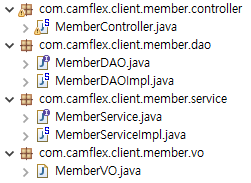 com.camflex.client.member.controller
MemberController.java
com.camflex.client.member.dao
MemberDAO.java
MemberDAOImpl.java
com.camflex.client.member.service
MemberService.java
MemberServiceImpl.java
com.camflex.client.member.vo
MemberVO.java